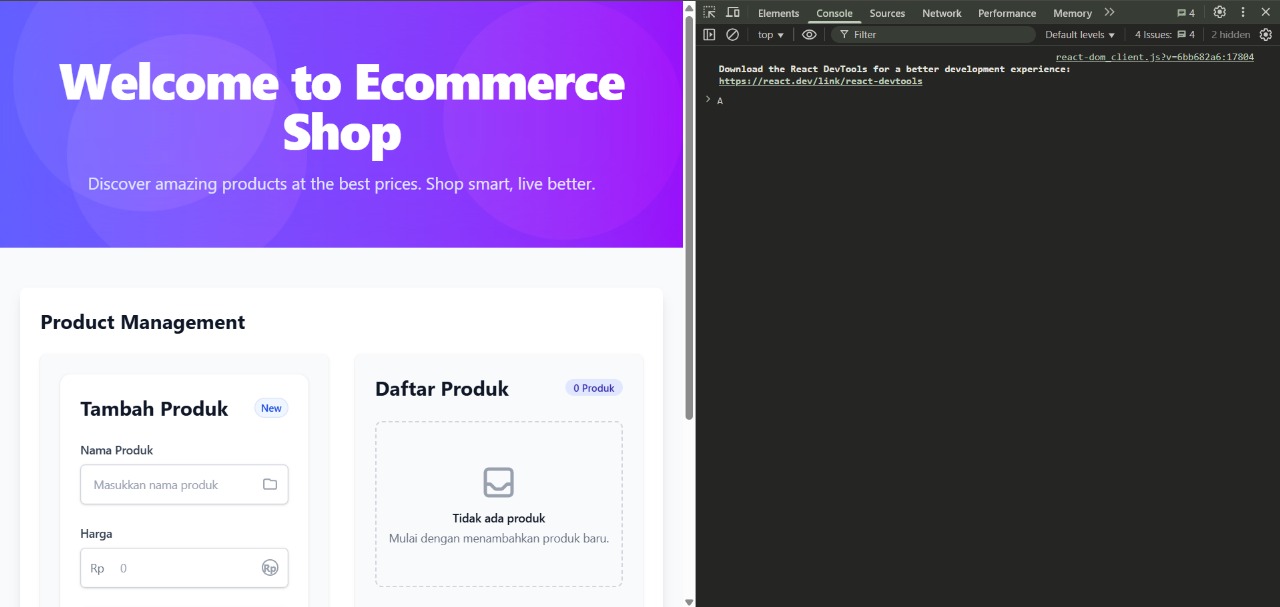 Welcome to Ecommerce
Shop
Discover amazing products at the best prices. Shop smart, live better.
Product Management
Tambah Produk
New
Nama Produk
Masukkan nama produk
Harga
Rp 0
Rp
Daftar Produk
0 Produk
Tidak ada produk
Mulai dengan menambahkan produk baru.
Elements Console Sources Network Performance Memory 4
top Filter Default levels 4 Issues: 4 2 hidden
react-dom_client.js?v=6bb682a6:17804
Download the React DevTools for a better development experience:
https://react.dev/link/react-devtools
A